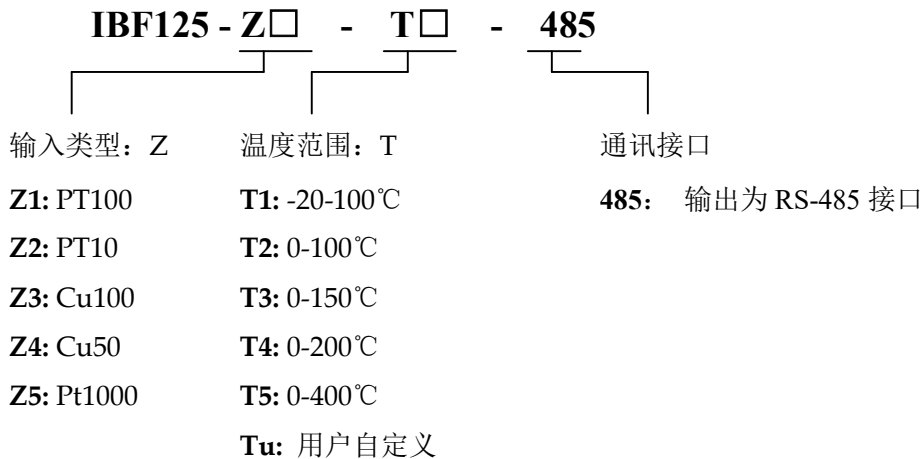 IBF125 - Z□ - T□ - 485
输入类型：Z 温度范围：T 通讯接口
Z1: PT100 T1: -20-100℃ 485： 输出为 RS-485 接口
Z2: PT10 T2: 0-100℃
Z3: Cu100 T3: 0-150℃
Z4: Cu50 T4: 0-200℃
Z5: Pt1000 T5: 0-400℃
Tu: 用户自定义